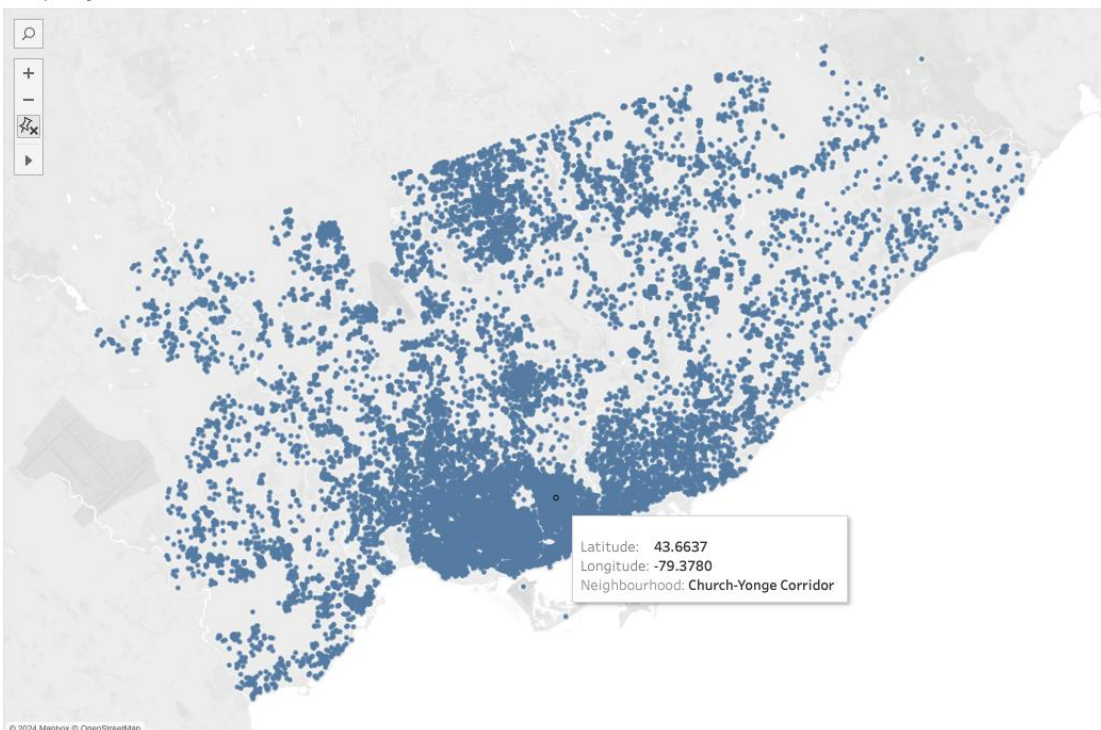 Latitude: 43.6637
Longitude: -79.3780
Neighbourhood: Church-Yonge Corridor
© 2024 Mapbox © OpenStreetMap